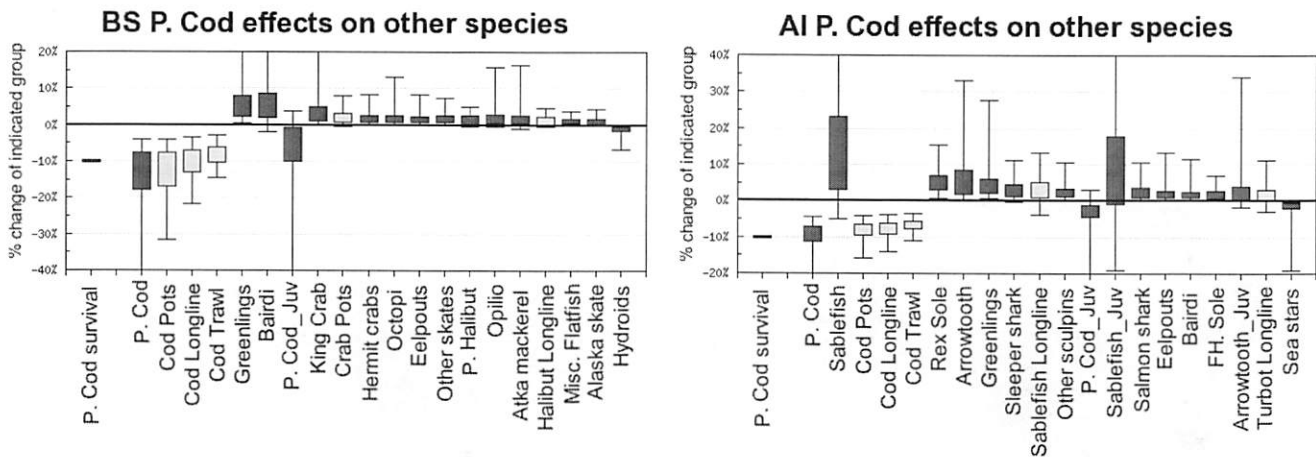 BS P. Cod effects on other species
% change of indicated group
20%
10%
0%
-10%
-20%
-30%
-40%
P. Cod survival
P. Cod
Cod Pots
Cod Longline
Cod Trawl
Greenlings
Bairdi
P. Cod_Juv
King Crab
Crab Pots
Hermit crabs
Octopi
Eelpouts
Other skates
P. Halibut
Opilio
Atka mackerel
Halibut Longline
Misc. Flatfish
Alaska skate
Hydroids
AI P. Cod effects on other species
% change of indicated group
40%
30%
20%
10%
0%
-10%
-20%
P. Cod survival
P. Cod
Sablefish
Cod Pots
Cod Longline
Cod Trawl
Rex Sole
Arrowtooth
Greenlings
Sleeper shark
Sablefish Longline
Other sculpins
P. Cod_Juv
Sablefish_Juv
Salmon shark
Eelpouts
Bairdi
FH. Sole
Arrowtooth_Juv
Turbot Longline
Sea stars